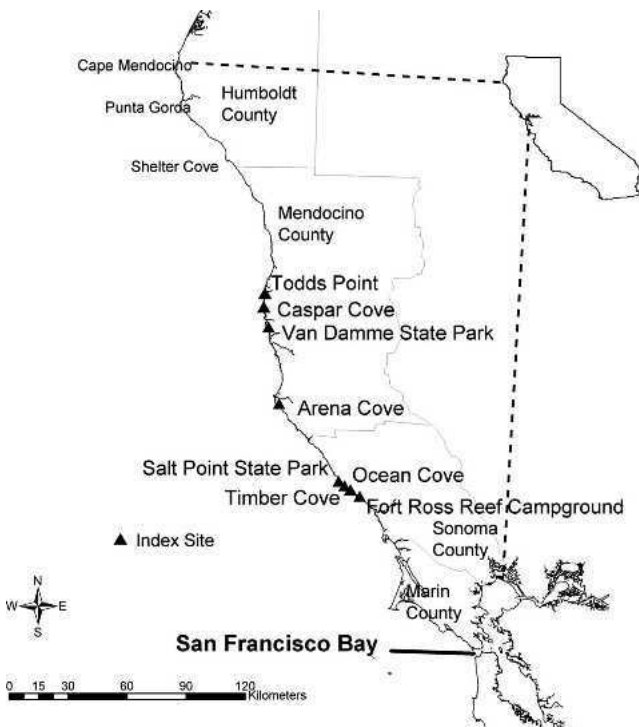 Cape Mendocino
Humboldt
County
Punta Gorda
Shelter Cove
Mendocino
County
Todds Point
Caspar Cove
Van Damme State Park
Arena Cove
Salt Point State Park
Ocean Cove
Timber Cove
Fort Ross Reef Campground
Sonoma
County
Index Site
Marin
County
N
W E
S
San Francisco Bay
0 15 30 60 90 120
Kilometers